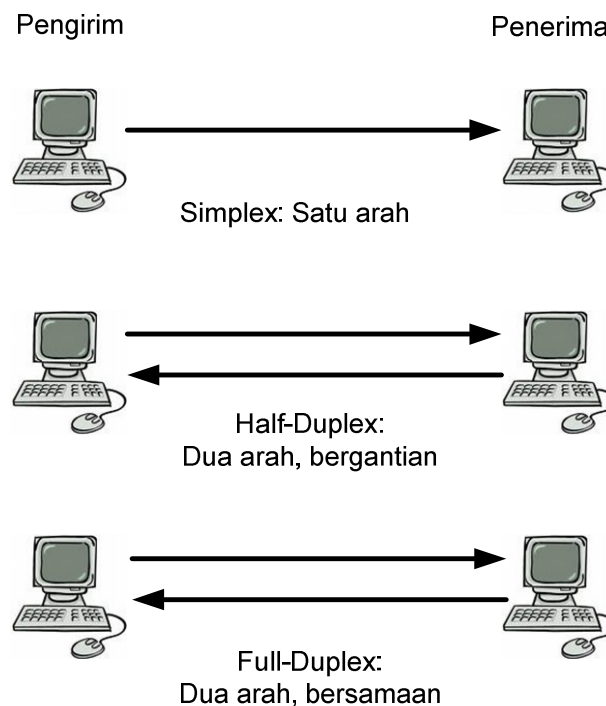 Pengirim
Penerima
Simplex: Satu arah
Half-Duplex:
Dua arah, bergantian
Full-Duplex:
Dua arah, bersamaan